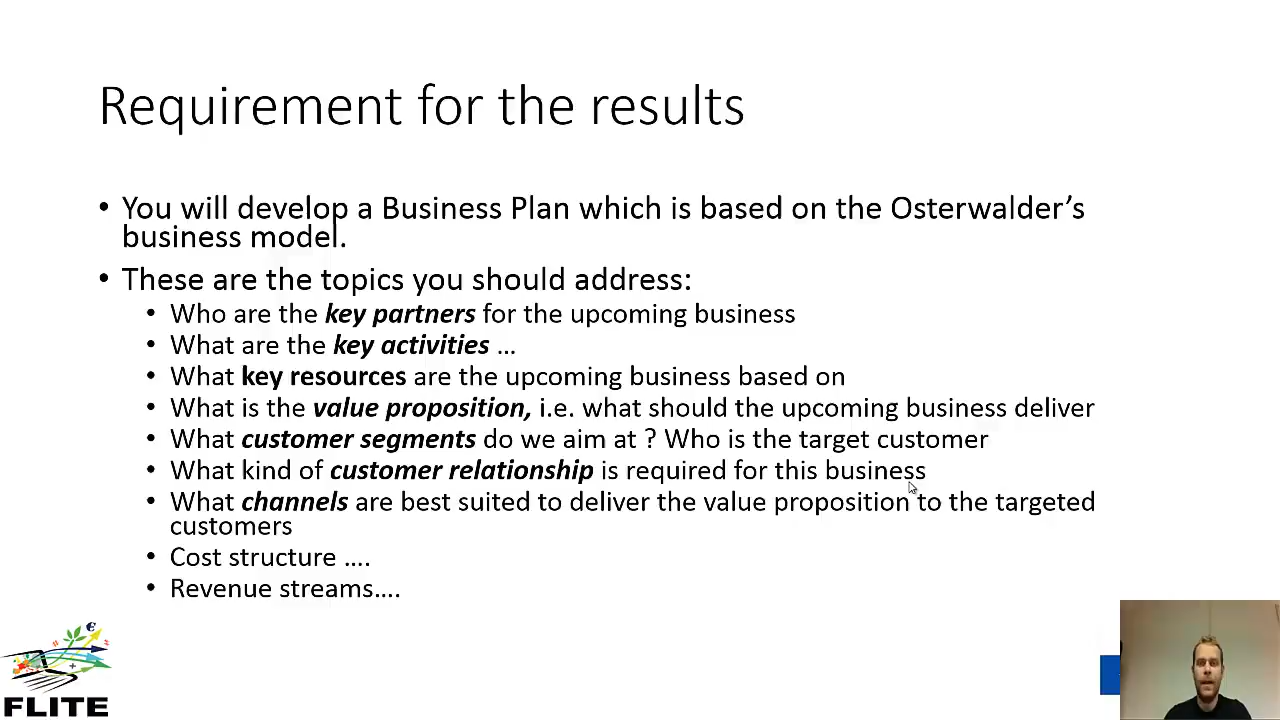 Requirement for the results
• You will develop a Business Plan which is based on the Osterwalder’s
business model.
• These are the topics you should address:
• Who are the key partners for the upcoming business
• What are the key activities …
• What key resources are the upcoming business based on
• What is the value proposition, i.e. what should the upcoming business deliver
• What customer segments do we aim at ? Who is the target customer
• What kind of customer relationship is required for this business
• What channels are best suited to deliver the value proposition to the targeted
customers
• Cost structure ….
• Revenue streams….
FLITE